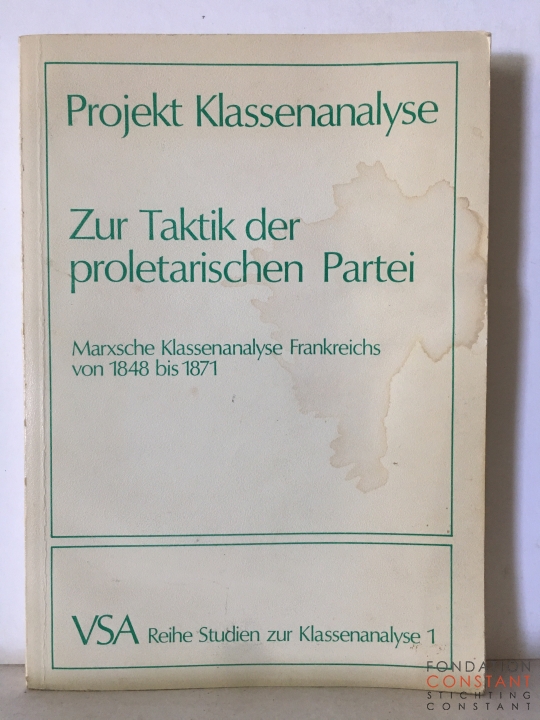 Projekt Klassenanalyse
Zur Taktik der
proletarischen Partei
Marxsche Klassenanalyse Frankreichs
von 1848 bis 1871
VSA Reihe Studien zur Klassenanalyse 1
FONDATION
CONSTANT
STICHTING
CONSTANT